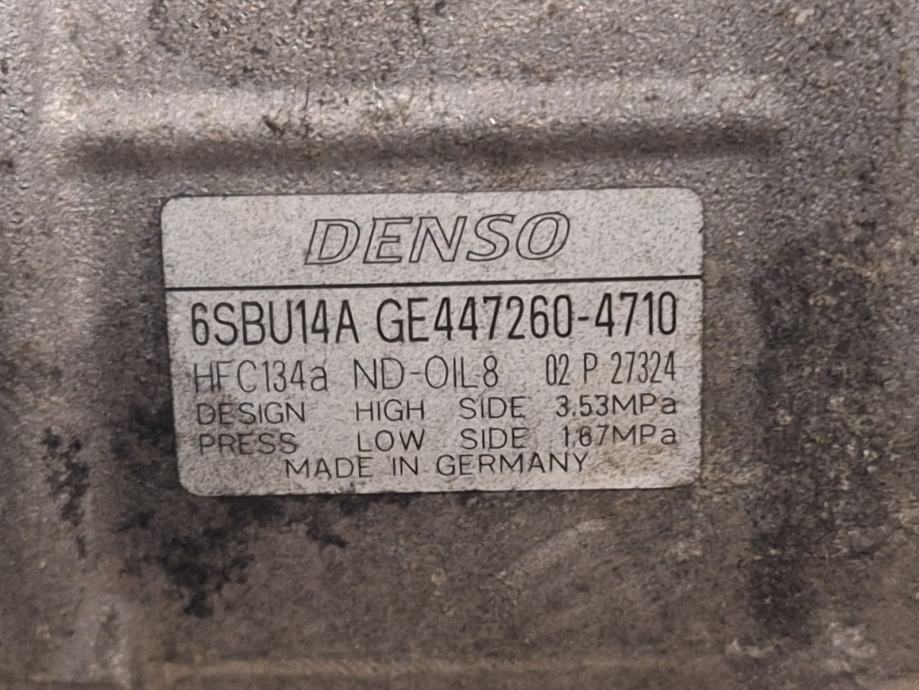 DENSO
6SBU14A GE447260-4710
HFC134a ND-OIL8 02 P 27324
DESIGN HIGH SIDE 3.53MPa
PRESS LOW SIDE 1.87MPa
MADE IN GERMANY